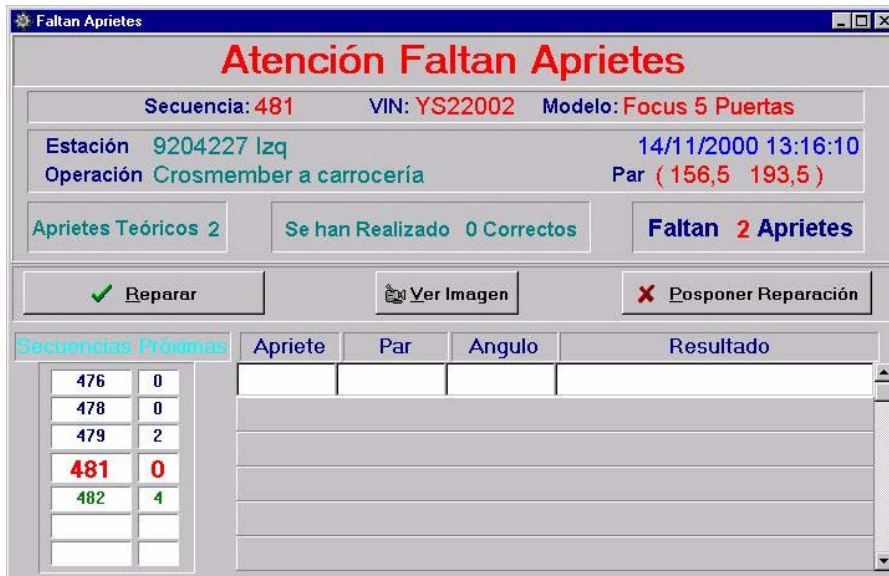 Faltan Aprietes
Atención Faltan Aprietes
Secuencia: 481 VIN: YS22002 Modelo: Focus 5 Puertas
Estación 9204227 Izq 14/11/2000 13:16:10
Operación Crosmember a carrocería Par ( 156,5 193,5 )
Aprietes Teóricos 2 Se han Realizado 0 Correctos Faltan 2 Aprietes
Reparar Ver Imagen Posponer Reparación
Secuencias Próximas Apriete Par Angulo Resultado
476 0
478 0
479 2
481 0
482 4